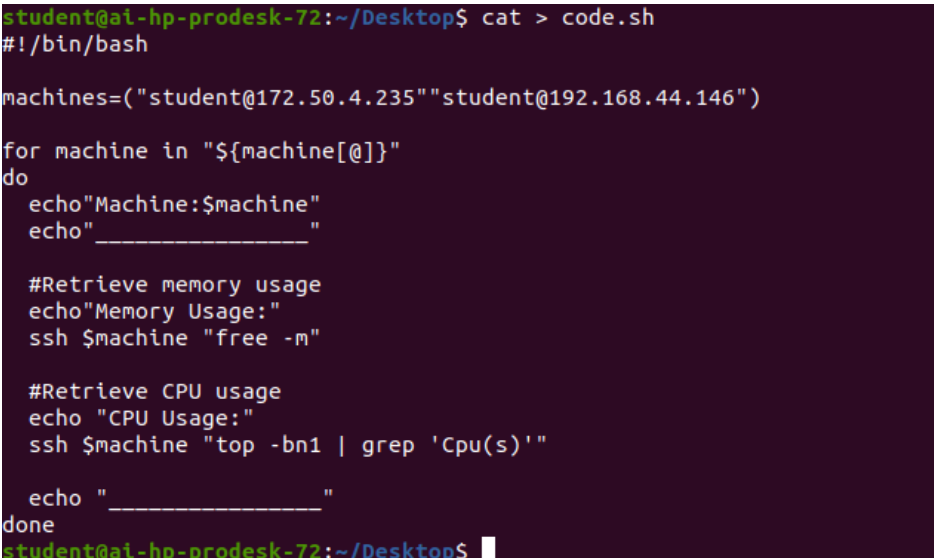 student@ai-hp-prodesk-72:~/Desktop$ cat > code.sh
#!/bin/bash
machines=("student@172.50.4.235""student@192.168.44.146")
for machine in "${machine[@]}"
do
echo"Machine:$machine"
echo"________________"
#Retrieve memory usage
echo"Memory Usage:"
ssh $machine "free -m"
#Retrieve CPU usage
echo "CPU Usage:"
ssh $machine "top -bn1 | grep 'Cpu(s)'"
echo "________________"
done
student@ai-hp-prodesk-72:~/Desktop$